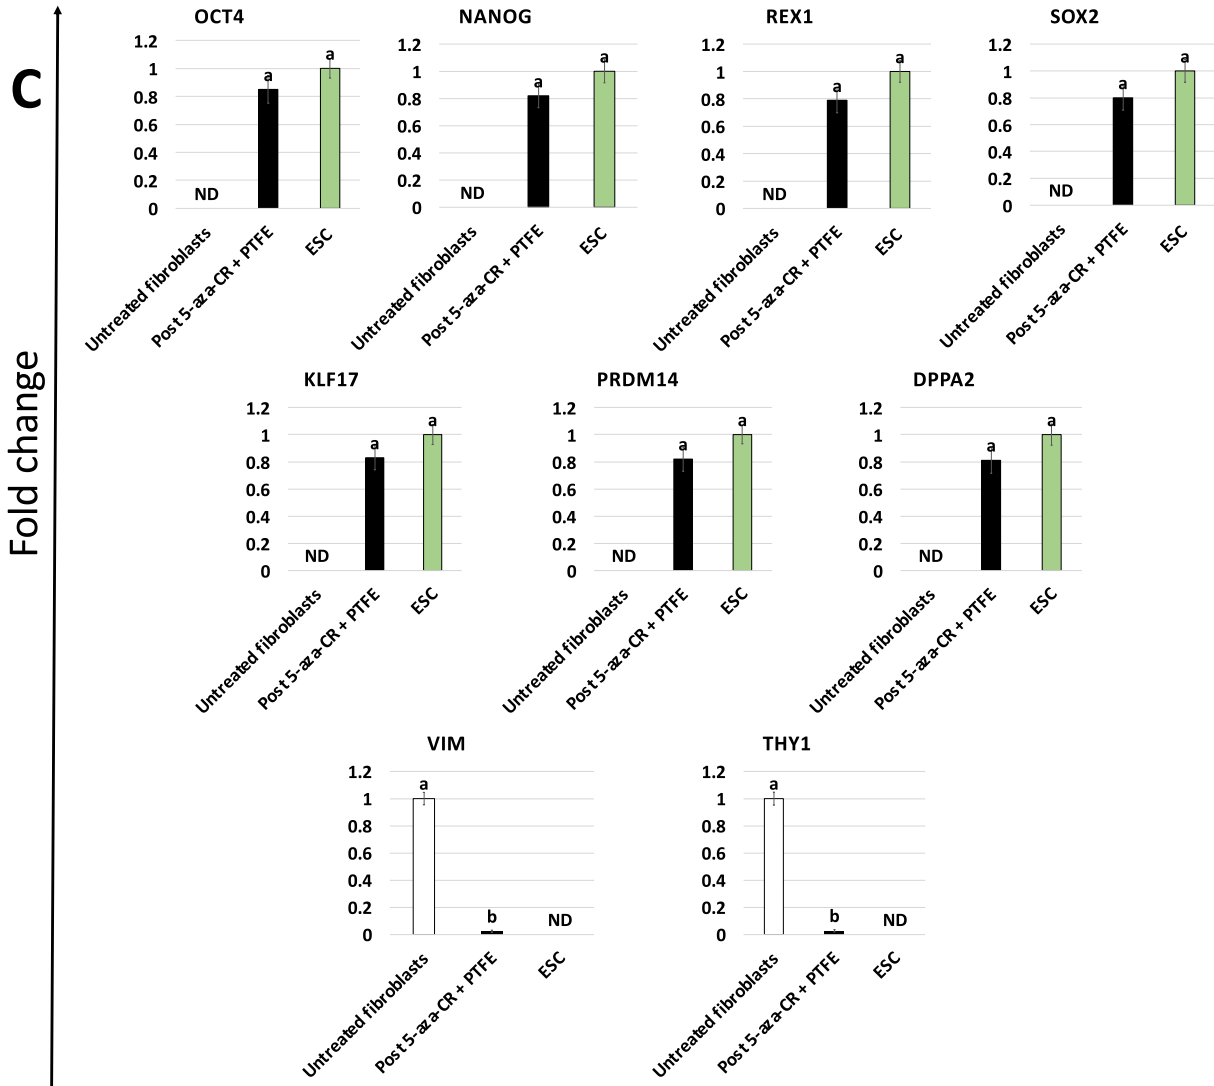 C
Fold change
OCT4
1.2
1
0.8
0.6
0.4
0.2
0
ND
a
a
Untreated fibroblasts
Post 5-aza-CR + PTFE
ESC
NANOG
1.2
1
0.8
0.6
0.4
0.2
0
ND
a
a
Untreated fibroblasts
Post 5-aza-CR + PTFE
ESC
REX1
1.2
1
0.8
0.6
0.4
0.2
0
ND
a
a
Untreated fibroblasts
Post 5-aza-CR + PTFE
ESC
SOX2
1.2
1
0.8
0.6
0.4
0.2
0
ND
a
a
Untreated fibroblasts
Post 5-aza-CR + PTFE
ESC
KLF17
1.2
1
0.8
0.6
0.4
0.2
0
ND
a
a
Untreated fibroblasts
Post 5-aza-CR + PTFE
ESC
PRDM14
1.2
1
0.8
0.6
0.4
0.2
0
ND
a
a
Untreated fibroblasts
Post 5-aza-CR + PTFE
ESC
DPPA2
1.2
1
0.8
0.6
0.4
0.2
0
ND
a
a
Untreated fibroblasts
Post 5-aza-CR + PTFE
ESC
VIM
1.2
1
0.8
0.6
0.4
0.2
0
a
b
ND
Untreated fibroblasts
Post 5-aza-CR + PTFE
ESC
THY1
1.2
1
0.8
0.6
0.4
0.2
0
a
b
ND
Untreated fibroblasts
Post 5-aza-CR + PTFE
ESC